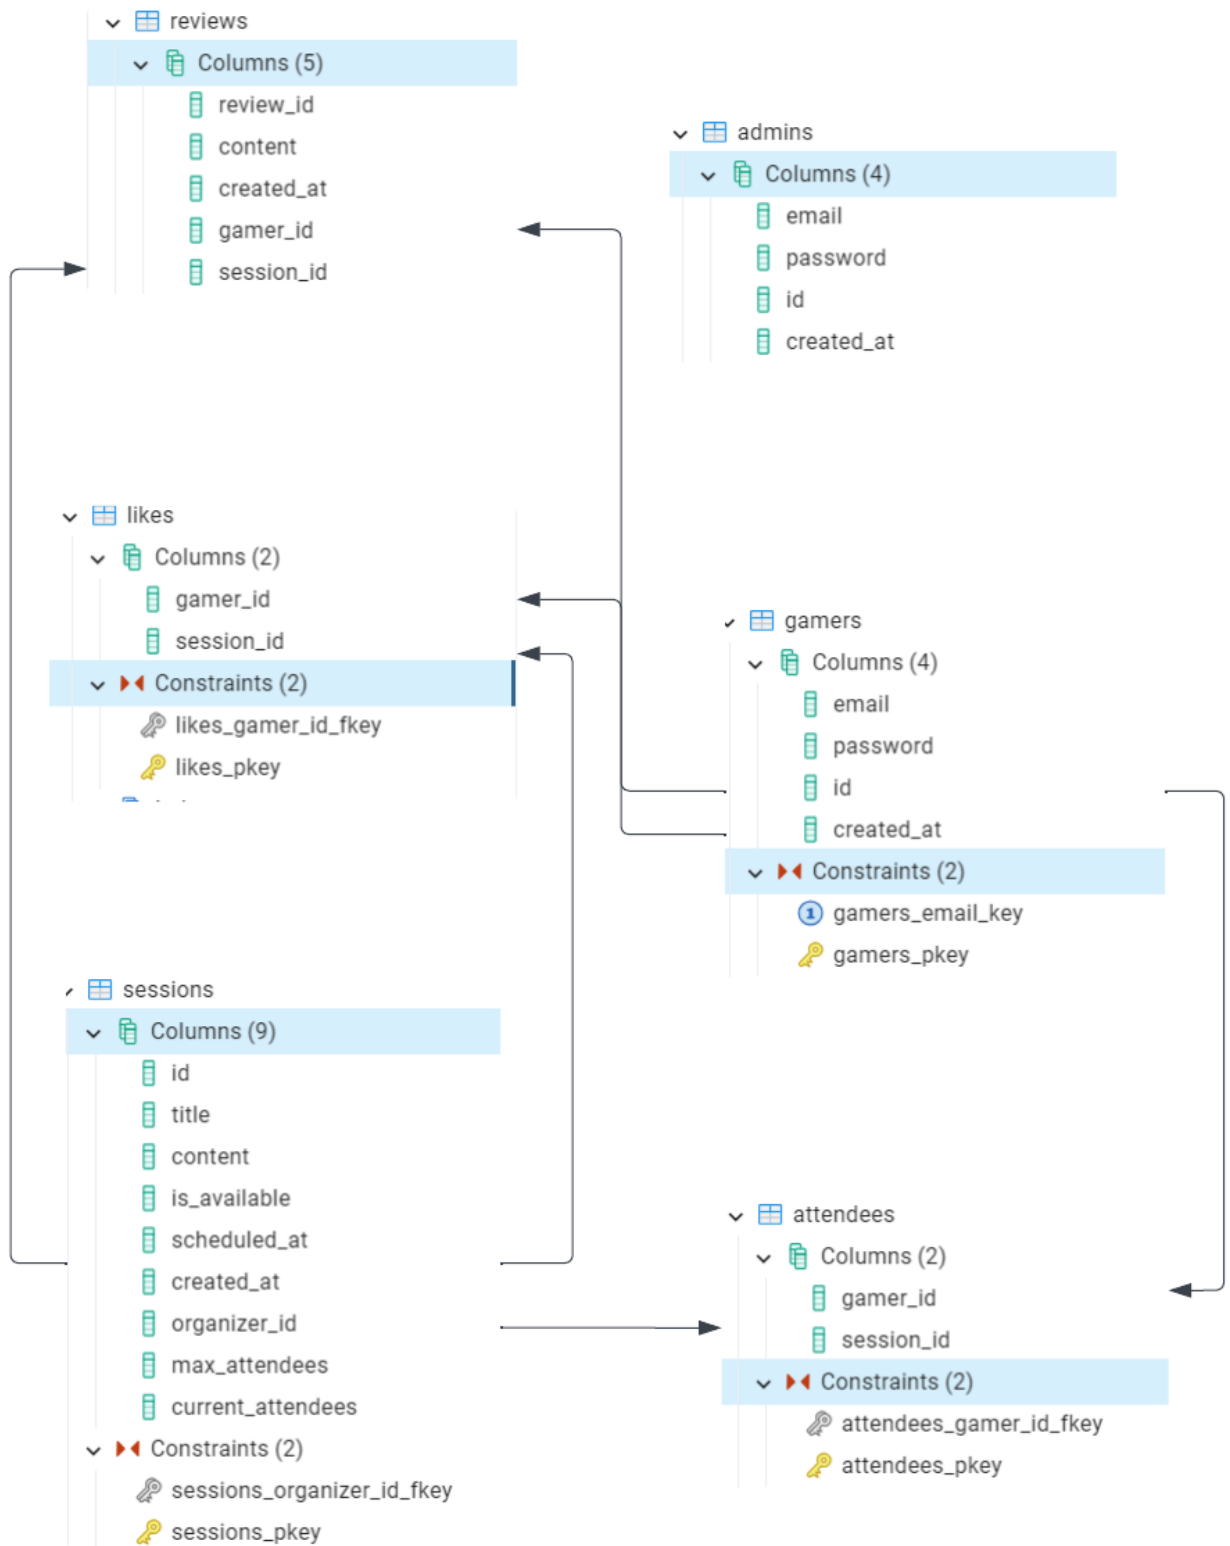 reviews
Columns (5)
review_id
content
created_at
gamer_id
session_id
admins
Columns (4)
email
password
id
created_at
likes
Columns (2)
gamer_id
session_id
Constraints (2)
likes_gamer_id_fkey
likes_pkey
gamers
Columns (4)
email
password
id
created_at
Constraints (2)
1 gamers_email_key
gamers_pkey
sessions
Columns (9)
id
title
content
is_available
scheduled_at
created_at
organizer_id
max_attendees
current_attendees
Constraints (2)
sessions_organizer_id_fkey
sessions_pkey
attendees
Columns (2)
gamer_id
session_id
Constraints (2)
attendees_gamer_id_fkey
attendees_pkey